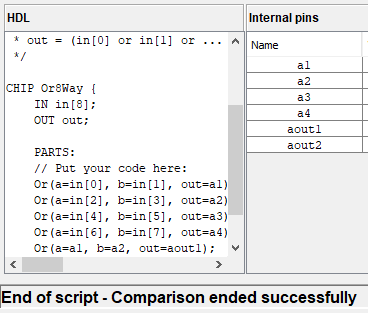 HDL
* out = (in[0] or in[1] or ...
*/
CHIP Or8Way {
IN in[8];
OUT out;
PARTS:
// Put your code here:
Or(a=in[0], b=in[1], out=a1)
Or(a=in[2], b=in[3], out=a2)
Or(a=in[4], b=in[5], out=a3)
Or(a=in[6], b=in[7], out=a4)
Or(a=a1, b=a2, out=aout1);
Internal pins
Name
a1
a2
a3
a4
aout1
aout2
End of script - Comparison ended successfully